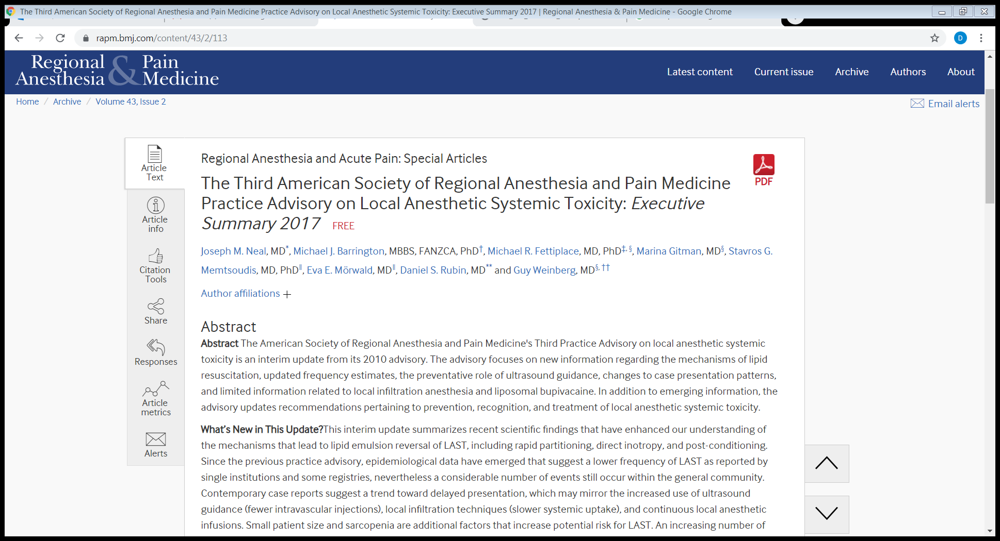 The Third American Society of Regional Anesthesia and Pain Medicine Practice Advisory on Local Anesthetic Systemic Toxicity: Executive Summary 2017 | Regional Anesthesia & Pain Medicine - Google Chrome
rapm.bmj.com/content/43/2/113
D
Regional Anesthesia & Pain Medicine
Latest content Current issue Archive Authors About
Home / Archive / Volume 43, Issue 2
Email alerts
Article Text
Article info
Citation Tools
Share
Responses
Article metrics
Alerts
Regional Anesthesia and Acute Pain: Special Articles
PDF
The Third American Society of Regional Anesthesia and Pain Medicine
Practice Advisory on Local Anesthetic Systemic Toxicity: Executive
Summary 2017 FREE
Joseph M. Neal, MD*, Michael J. Barrington, MBBS, FANZCA, PhD†, Michael R. Fettiplace, MD, PhD‡,§, Marina Gitman, MD§, Stavros G.
Memtsoudis, MD, PhD||, Eva E. Mörwald, MD||, Daniel S. Rubin, MD** and Guy Weinberg, MD§,††
Author affiliations +
Abstract
Abstract The American Society of Regional Anesthesia and Pain Medicine's Third Practice Advisory on local anesthetic systemic
toxicity is an interim update from its 2010 advisory. The advisory focuses on new information regarding the mechanisms of lipid
resuscitation, updated frequency estimates, the preventative role of ultrasound guidance, changes to case presentation patterns,
and limited information related to local infiltration anesthesia and liposomal bupivacaine. In addition to emerging information, the
advisory updates recommendations pertaining to prevention, recognition, and treatment of local anesthetic systemic toxicity.
What's New in This Update?This interim update summarizes recent scientific findings that have enhanced our understanding of
the mechanisms that lead to lipid emulsion reversal of LAST, including rapid partitioning, direct inotropy, and post-conditioning.
Since the previous practice advisory, epidemiological data have emerged that suggest a lower frequency of LAST as reported by
single institutions and some registries, nevertheless a considerable number of events still occur within the general community.
Contemporary case reports suggest a trend toward delayed presentation, which may mirror the increased use of ultrasound
guidance (fewer intravascular injections), local infiltration techniques (slower systemic uptake), and continuous local anesthetic
infusions. Small patient size and sarcopenia are additional factors that increase potential risk for LAST. An increasing number of